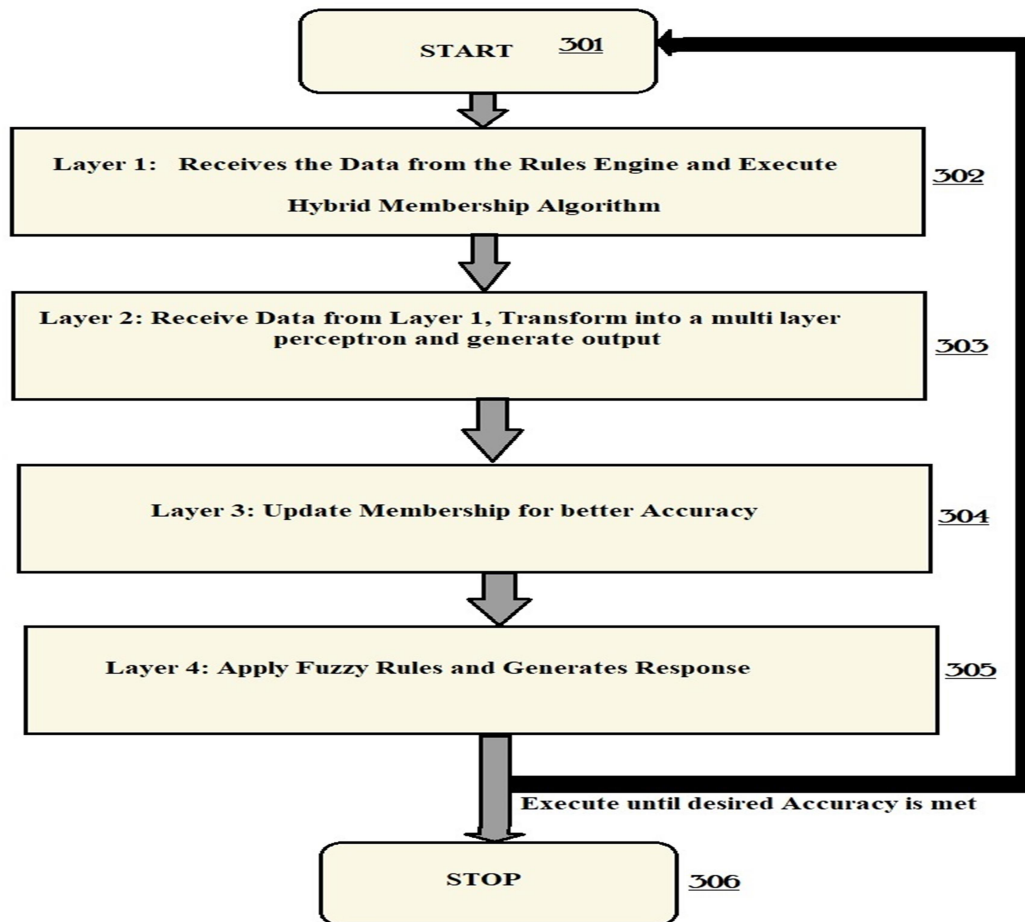 START 301
Layer 1: Receives the Data from the Rules Engine and Execute
Hybrid Membership Algorithm
302
Layer 2: Receive Data from Layer 1, Transform into a multi layer
perceptron and generate output
303
Layer 3: Update Membership for better Accuracy
304
Layer 4: Apply Fuzzy Rules and Generates Response
305
Execute until desired Accuracy is met
STOP 306